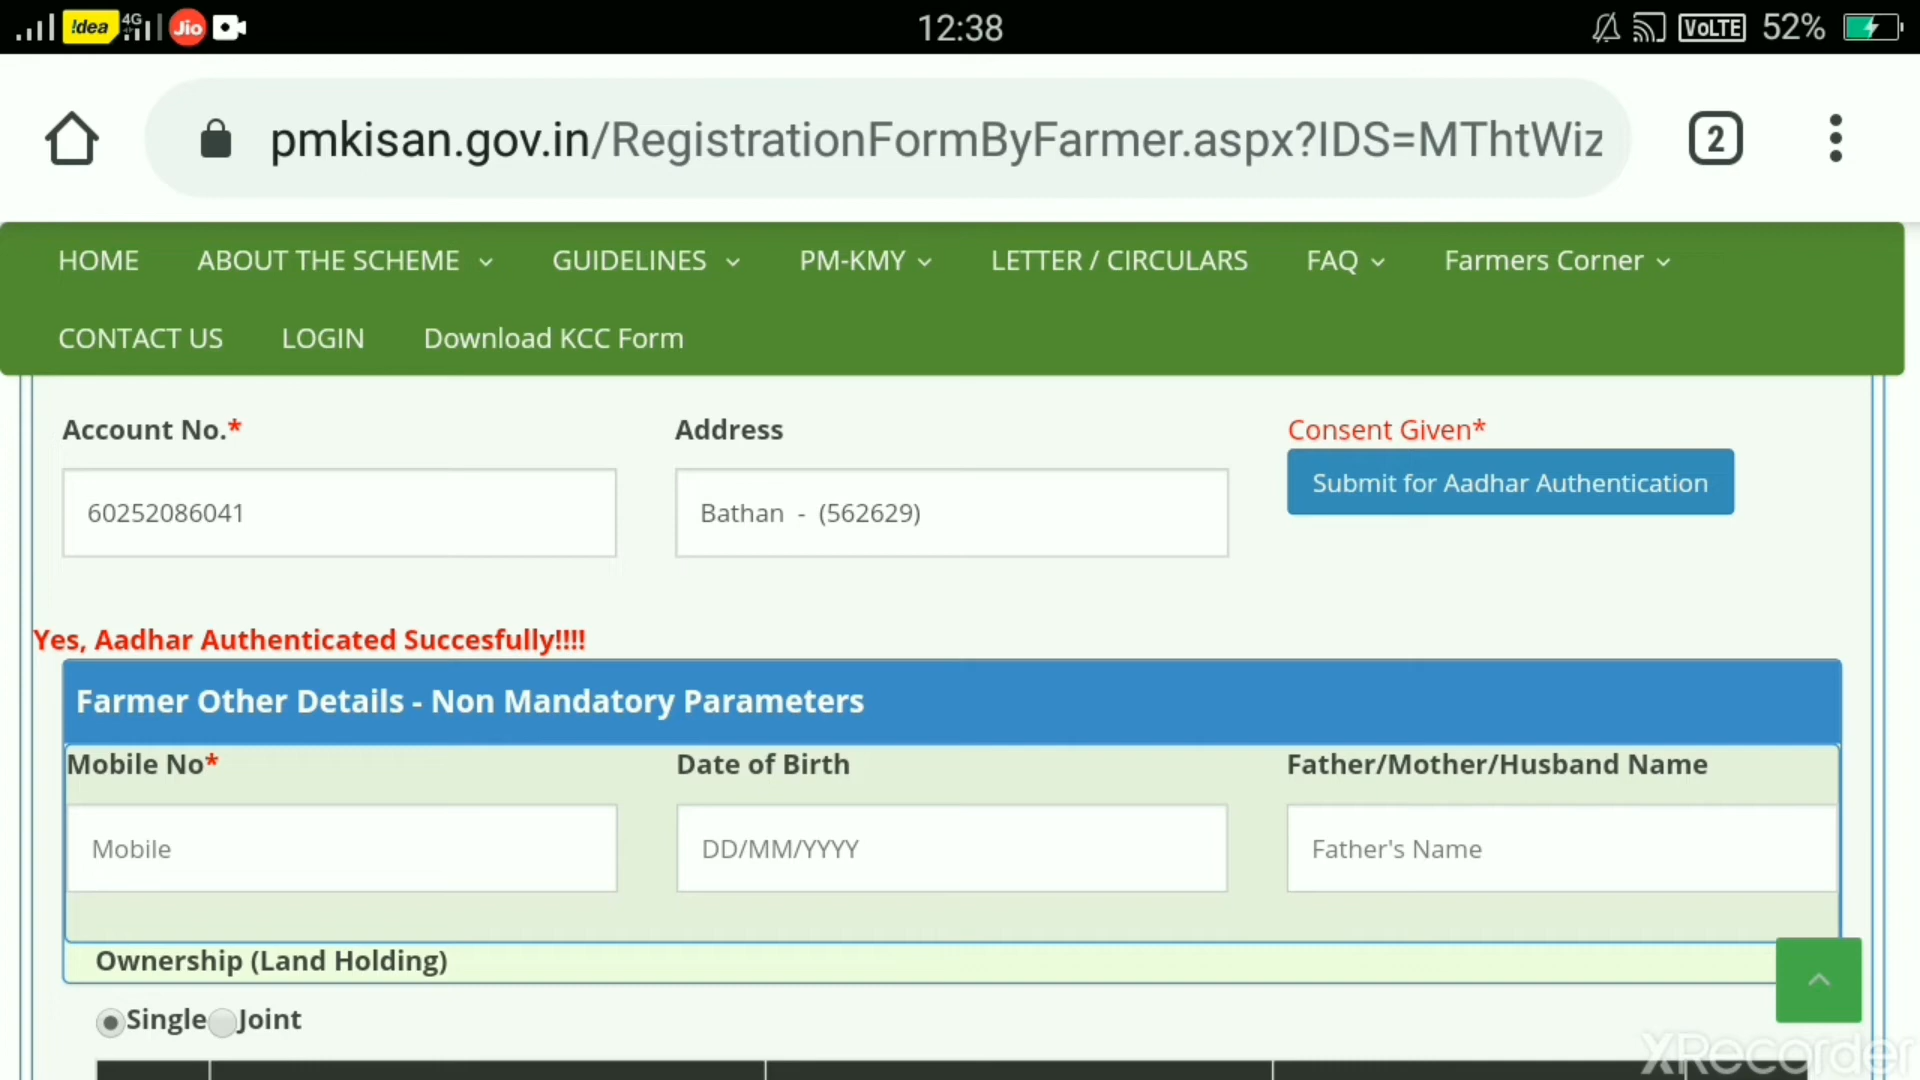 !dea 4G Jio 12:38 VoLTE 52%
pmkisan.gov.in/RegistrationFormByFarmer.aspx?IDS=MThtWiz 2
HOME ABOUT THE SCHEME GUIDELINES PM-KMY LETTER / CIRCULARS FAQ Farmers Corner
CONTACT US LOGIN Download KCC Form
Account No.* Address Consent Given*
Submit for Aadhar Authentication
60252086041 Bathan - (562629)
Yes, Aadhar Authenticated Succesfully!!!!
Farmer Other Details - Non Mandatory Parameters
Mobile No* Date of Birth Father/Mother/Husband Name
Mobile DD/MM/YYYY Father's Name
Ownership (Land Holding)
Single Joint
XRecorder